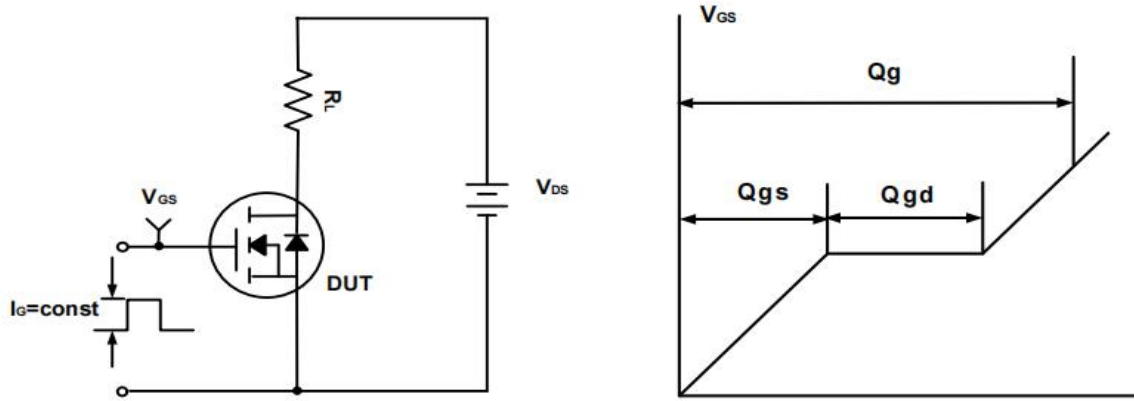 RL
VGS
VDS
DUT
IG=const
VGS
Qg
Qgs
Qgd